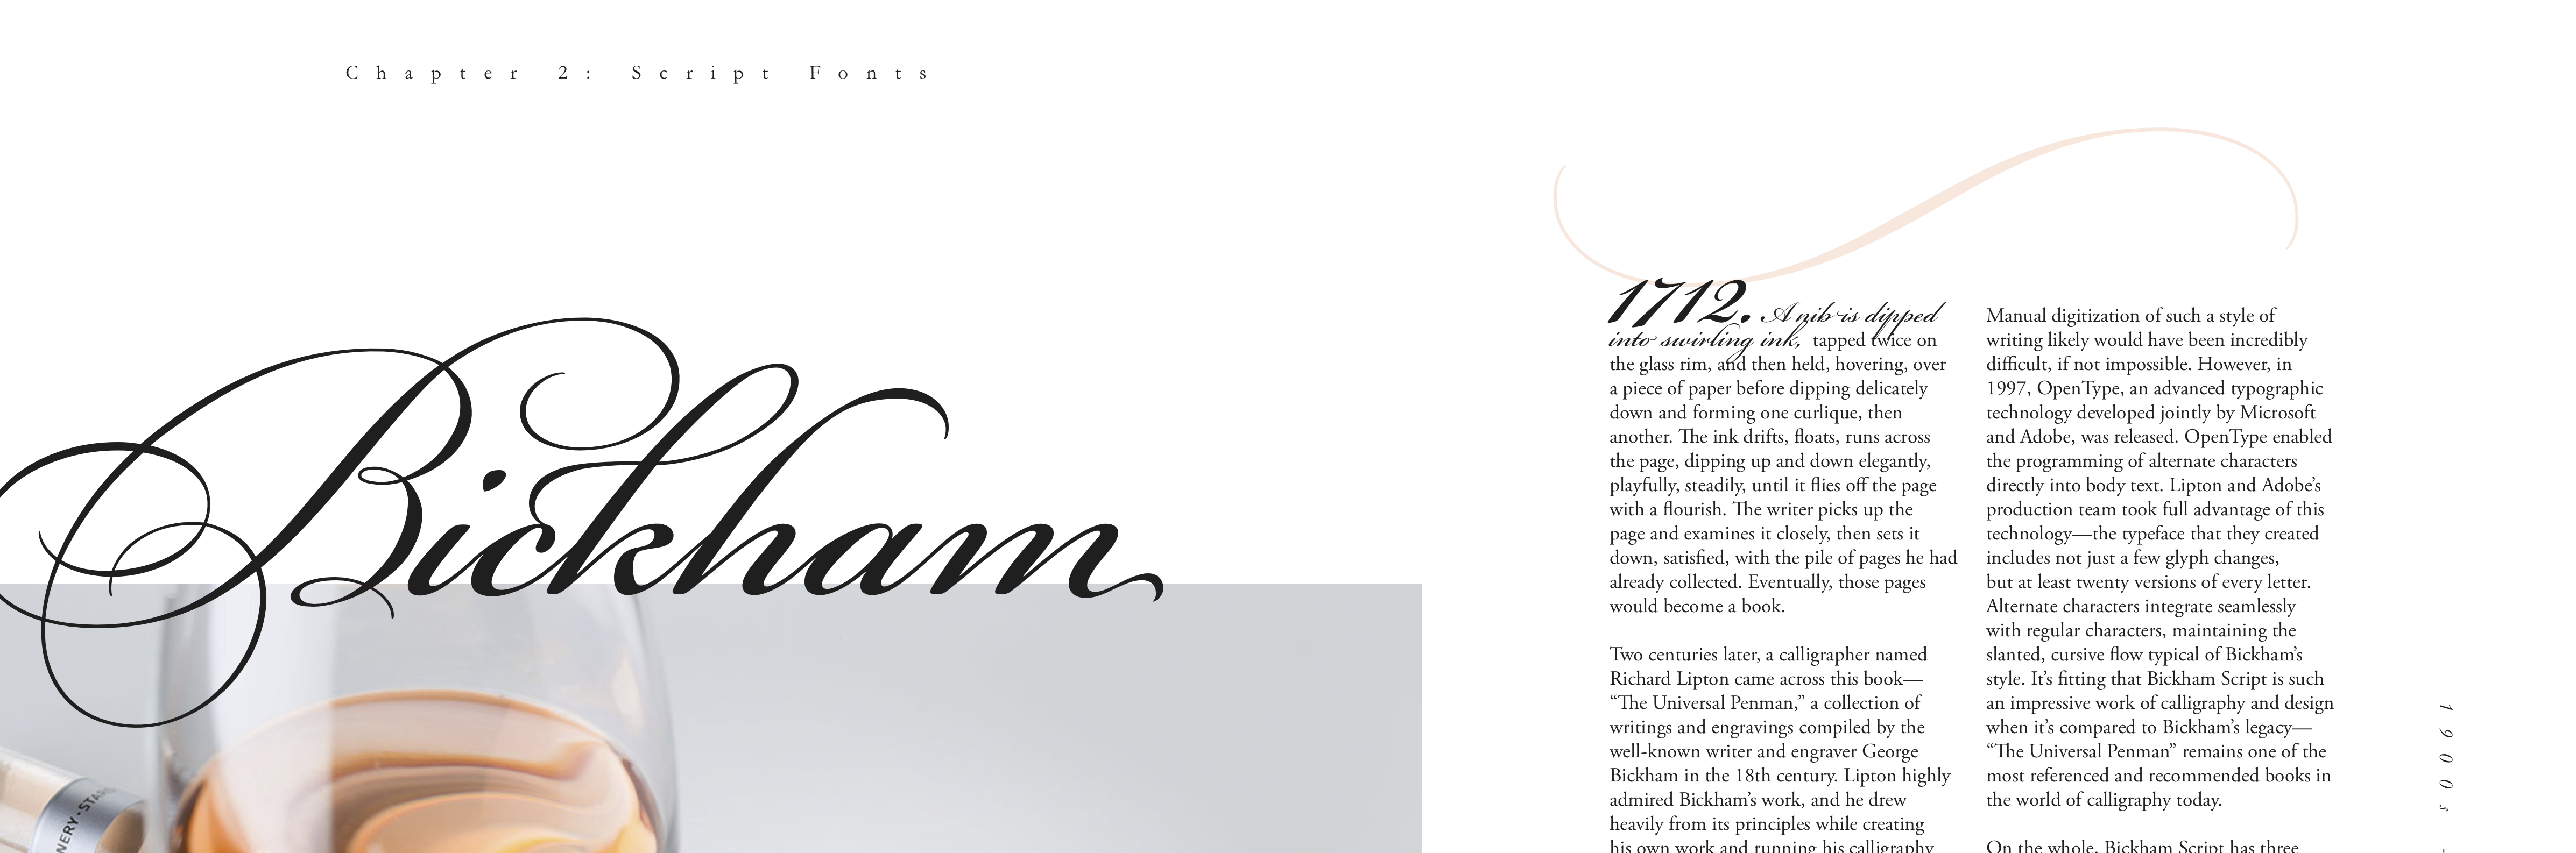 Chapter 2: Script Fonts
Bickham
1712. A nib is dipped
into swirling ink, tapped twice on
the glass rim, and then held, hovering, over
a piece of paper before dipping delicately
down and forming one curlique, then
another. The ink drifts, floats, runs across
the page, dipping up and down elegantly,
playfully, steadily, until it flies off the page
with a flourish. The writer picks up the
page and examines it closely, then sets it
down, satisfied, with the pile of pages he had
already collected. Eventually, those pages
would become a book.
Two centuries later, a calligrapher named
Richard Lipton came across this book—
“The Universal Penman,” a collection of
writings and engravings compiled by the
well-known writer and engraver George
Bickham in the 18th century. Lipton highly
admired Bickham’s work, and he drew
heavily from its principles while creating
his own work and running his calligraphy
Manual digitization of such a style of
writing likely would have been incredibly
difficult, if not impossible. However, in
1997, OpenType, an advanced typographic
technology developed jointly by Microsoft
and Adobe, was released. OpenType enabled
the programming of alternate characters
directly into body text. Lipton and Adobe’s
production team took full advantage of this
technology—the typeface that they created
includes not just a few glyph changes,
but at least twenty versions of every letter.
Alternate characters integrate seamlessly
with regular characters, maintaining the
slanted, cursive flow typical of Bickham’s
style. It’s fitting that Bickham Script is such
an impressive work of calligraphy and design
when it’s compared to Bickham’s legacy—
“The Universal Penman” remains one of the
most referenced and recommended books in
the world of calligraphy today.
On the whole, Bickham Script has three
1900s